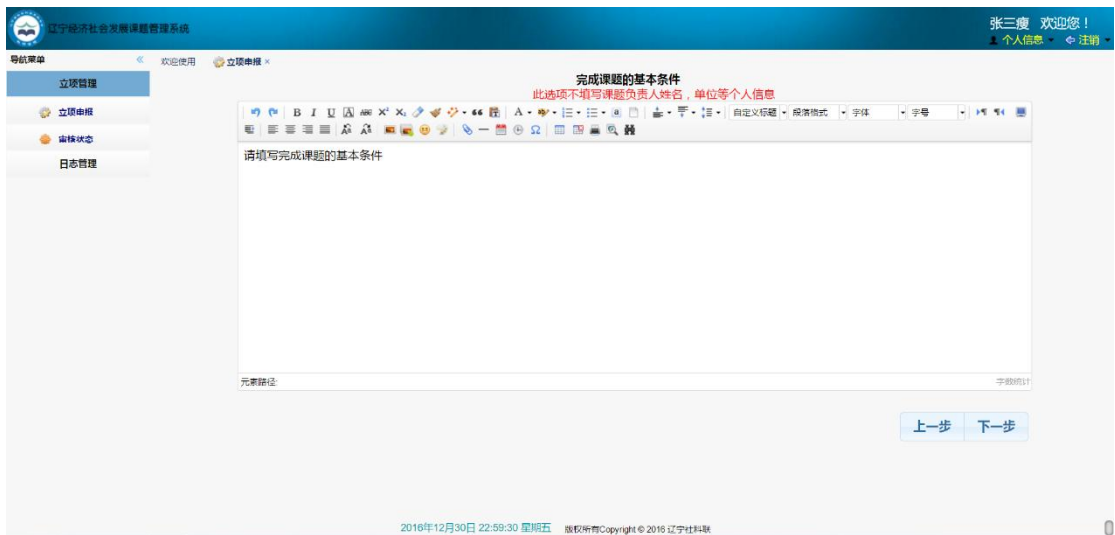 辽宁经济社会发展课题管理系统
张三瘦 欢迎您！
个人信息 注销
导航菜单
欢迎使用 立项申报 ×
立项管理
立项申报
审核状态
日志管理
完成课题的基本条件
此选项不填写课题负责人姓名，单位等个人信息
自定义标题 段落格式 字体 字号
请填写完成课题的基本条件
元素路径:
字数统计
上一步 下一步
2016年12月30日 22:59:30 星期五 版权所有Copyright © 2016 辽宁社科联